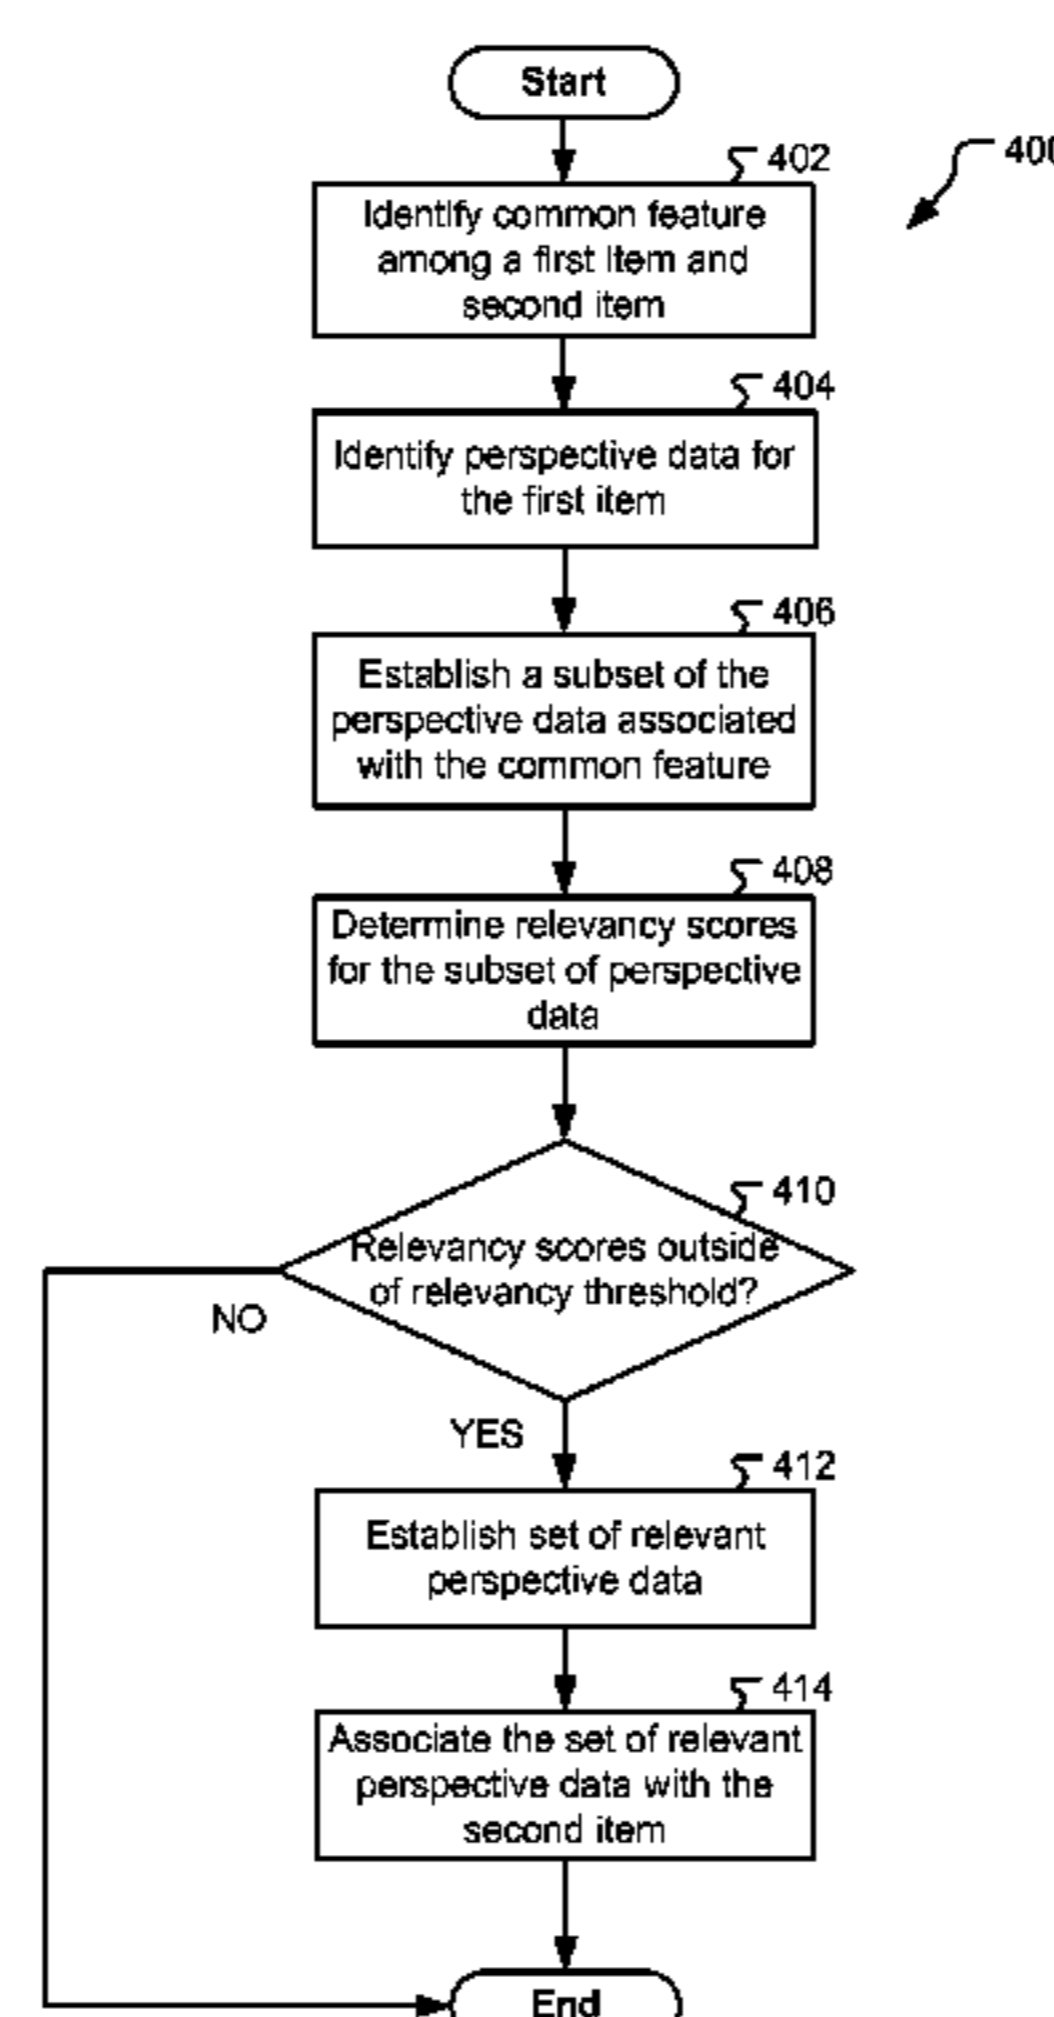 Start
402
400
Identify common feature
among a first item and
second item
404
Identify perspective data for
the first item
406
Establish a subset of the
perspective data associated
with the common feature
408
Determine relevancy scores
for the subset of perspective
data
410
Relevancy scores outside
of relevancy threshold?
NO
YES
412
Establish set of relevant
perspective data
414
Associate the set of relevant
perspective data with the
second item
End